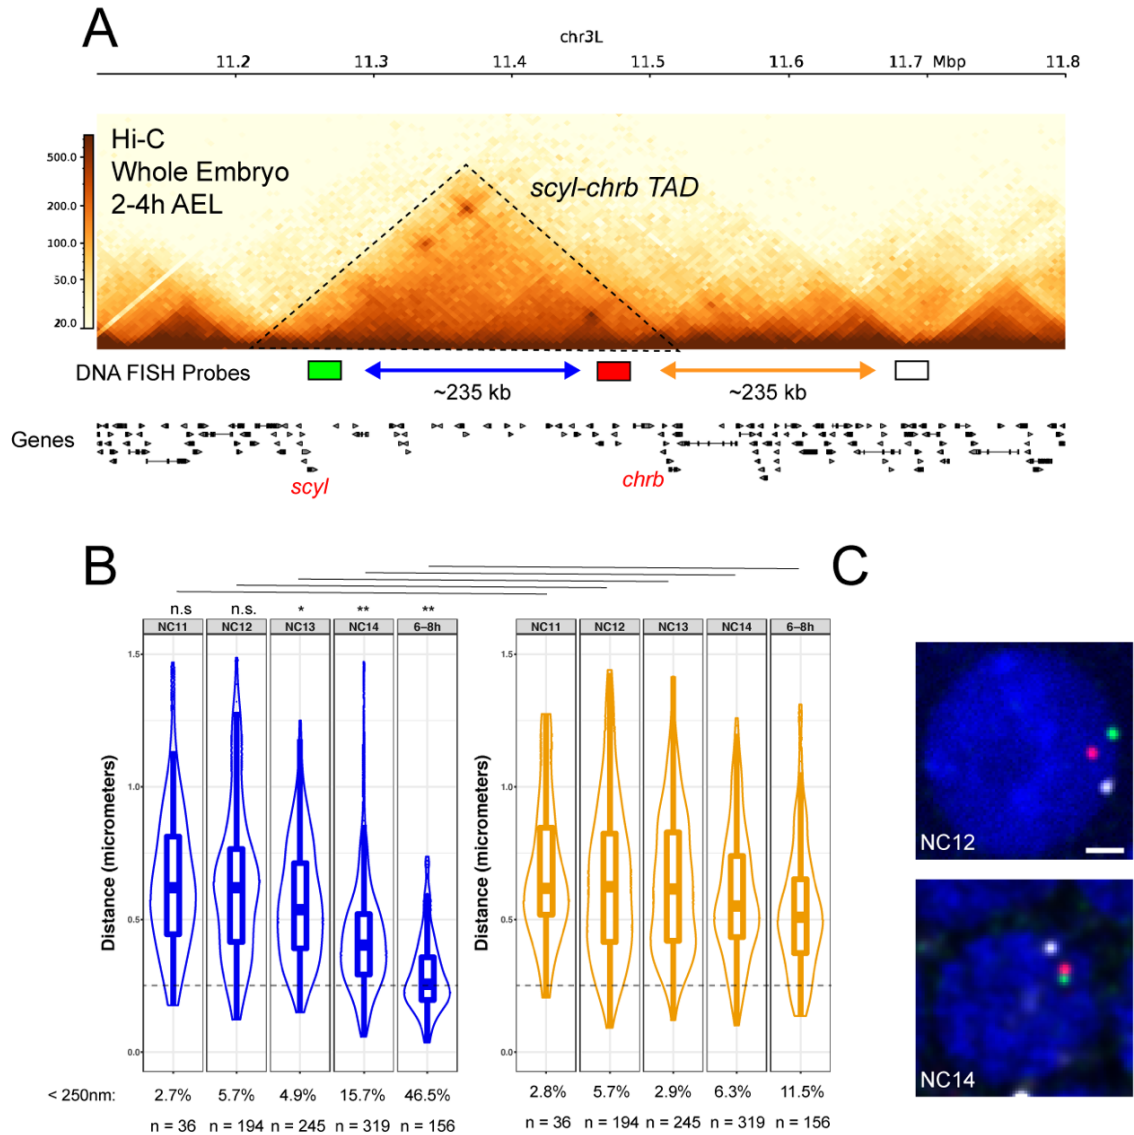 A
chr3L
11.2 11.3 11.4 11.5 11.6 11.7 Mbp 11.8
Hi-C
Whole Embryo
2-4h AEL
scyl-chrb TAD
500.0
200.0
100.0
50.0
20.0
DNA FISH Probes
~235 kb ~235 kb
Genes
scyl chrb
B
C
n.s n.s. * ** **
NC11 NC12 NC13 NC14 6–8h
NC11 NC12 NC13 NC14 6–8h
Distance (micrometers)
1.5
1.0
0.5
0.0
Distance (micrometers)
1.5
1.0
0.5
0.0
< 250nm: 2.7% 5.7% 4.9% 15.7% 46.5% 2.8% 5.7% 2.9% 6.3% 11.5%
n = 36 n = 194 n = 245 n = 319 n = 156 n = 36 n = 194 n = 245 n = 319 n = 156
NC12
NC14